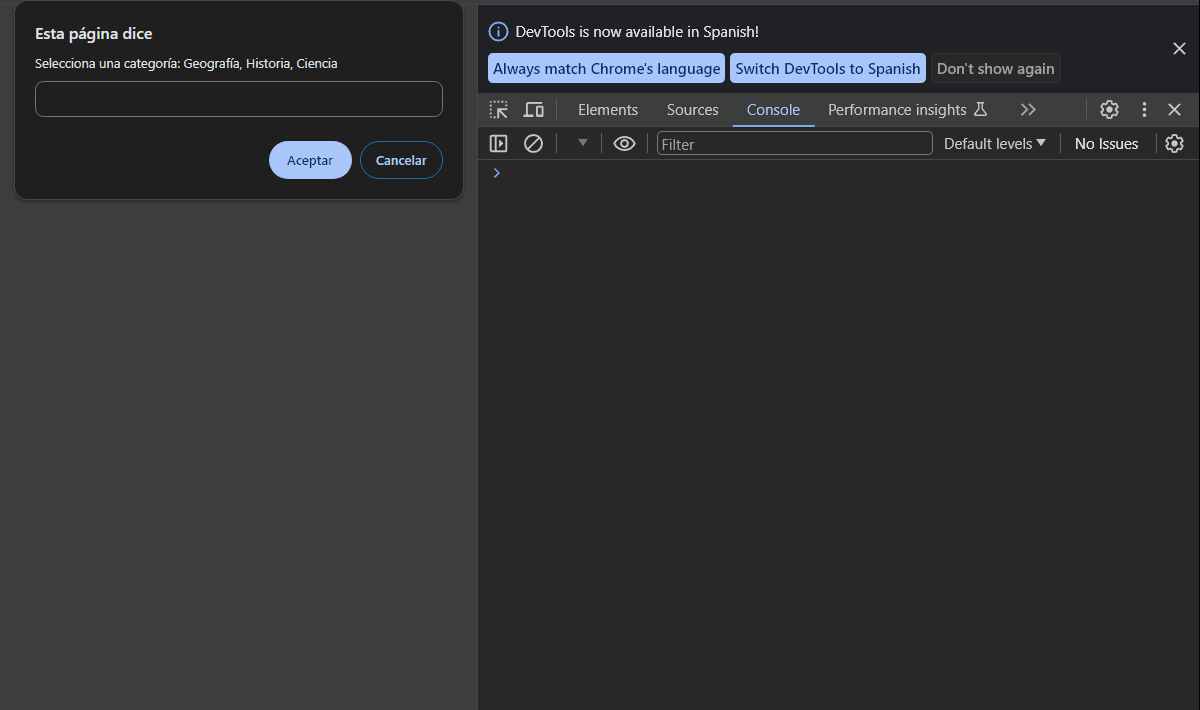 Esta página dice
Selecciona una categoría: Geografía, Historia, Ciencia
Aceptar Cancelar
DevTools is now available in Spanish!
Always match Chrome's language Switch DevTools to Spanish Don't show again
Elements Sources Console Performance insights
Filter Default levels No Issues